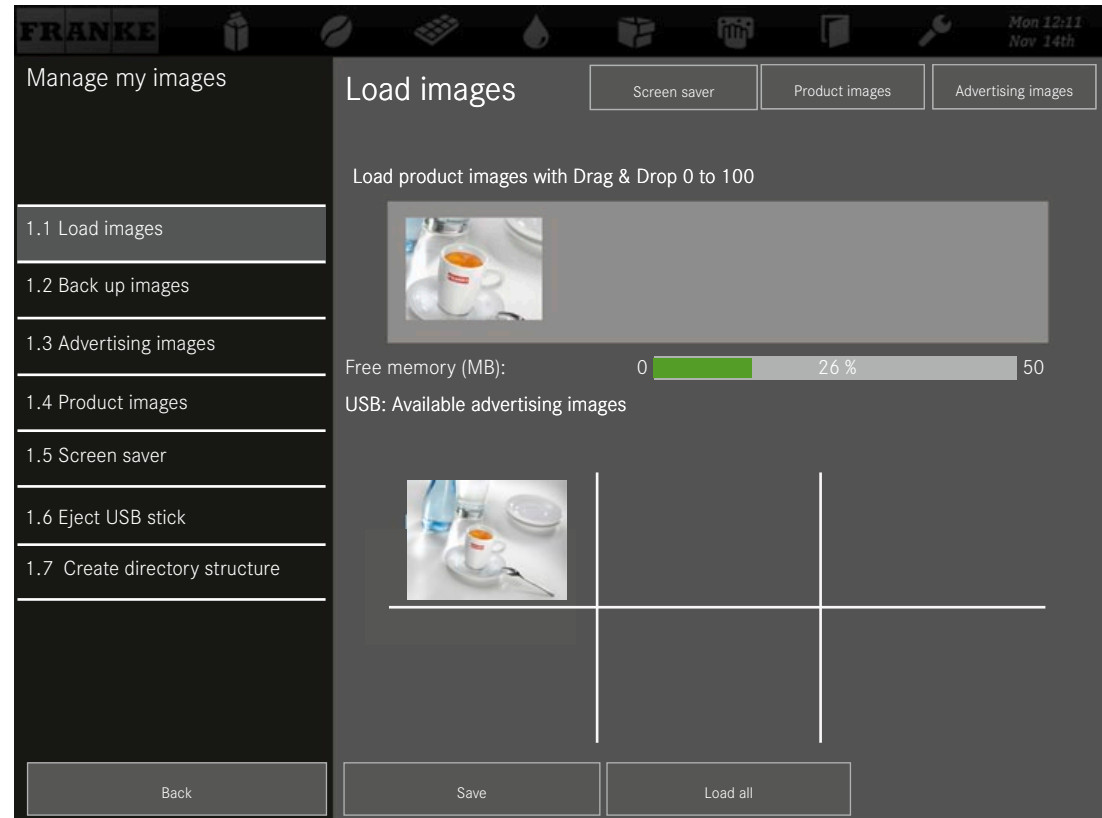 FRANKE
Mon 12:11
Nov 14th
Manage my images
1.1 Load images
1.2 Back up images
1.3 Advertising images
1.4 Product images
1.5 Screen saver
1.6 Eject USB stick
1.7 Create directory structure
Back
Load images
Screen saver
Product images
Advertising images
Load product images with Drag & Drop 0 to 100
Free memory (MB): 0 26 % 50
USB: Available advertising images
Save
Load all